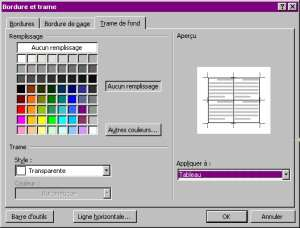 Bordure et trame
Bordures
Bordure de page
Trame de fond
Remplissage
Aucun remplissage
Aucun remplissage
Autres couleurs...
Trame
Style :
Transparente
Couleur :
Automatique
Aperçu
Appliquer à :
Tableau
Barre d'outils
Ligne horizontale...
OK
Annuler